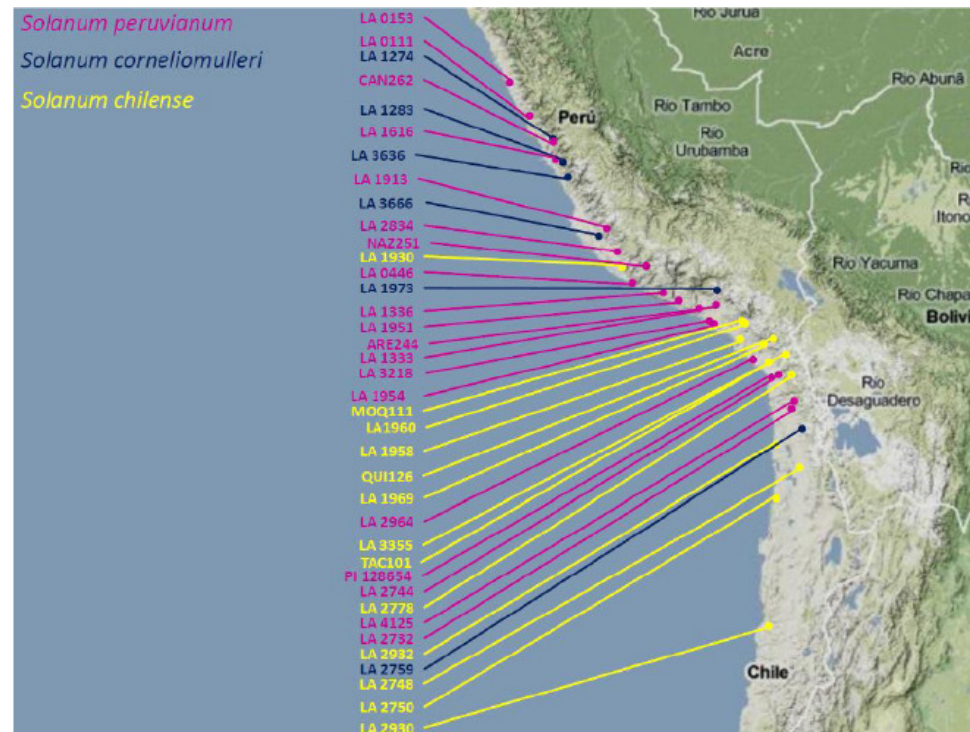 Solanum peruvianum
Solanum corneliomulleri
Solanum chilense
LA 0153
LA 0111
LA 1274
CAN262
LA 1283
LA 1616
LA 3636
LA 1913
LA 3666
LA 2834
NAZ251
LA 1930
LA 0446
LA 1973
LA 1336
LA 1951
ARE244
LA 1333
LA 3218
LA 1954
MOQ111
LA1960
LA 1958
QUI126
LA 1969
LA 2964
LA 3355
TAC101
PI 128654
LA 2744
LA 2778
LA 4125
LA 2732
LA 2932
LA 2759
LA 2748
LA 2750
LA 2930
Rio Jurua
Acre
Rio Abunã
Perú
Rio Tambo
Rio
Urubamba
Rio
R
Itono
Rio Yacuma
Rio Chapa
Bolivi
Rio
Desaguadero
Chile